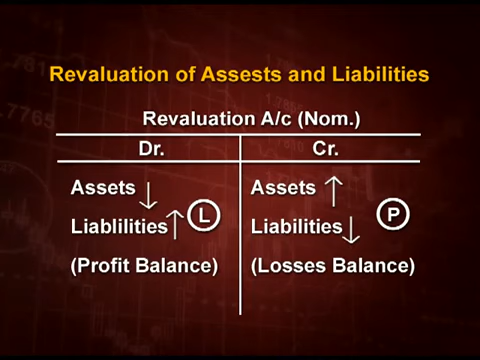 Revaluation of Assests and Liabilities
Revaluation A/c (Nom.)
Dr. Cr.
Assets ↓ Assets ↑
Liablilities ↑ L Liabilities ↓ P
(Profit Balance) (Losses Balance)